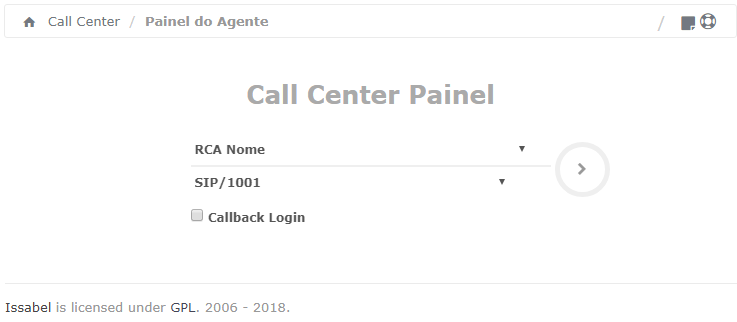 Call Center / Painel do Agente /
Call Center Painel
RCA Nome
SIP/1001
Callback Login
Issabel is licensed under GPL. 2006 - 2018.